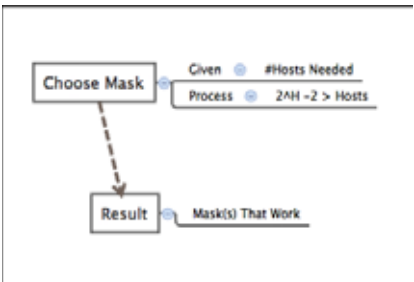 Choose Mask
Given #Hosts Needed
Process 2^H -2 > Hosts
Result
Mask(s) That Work